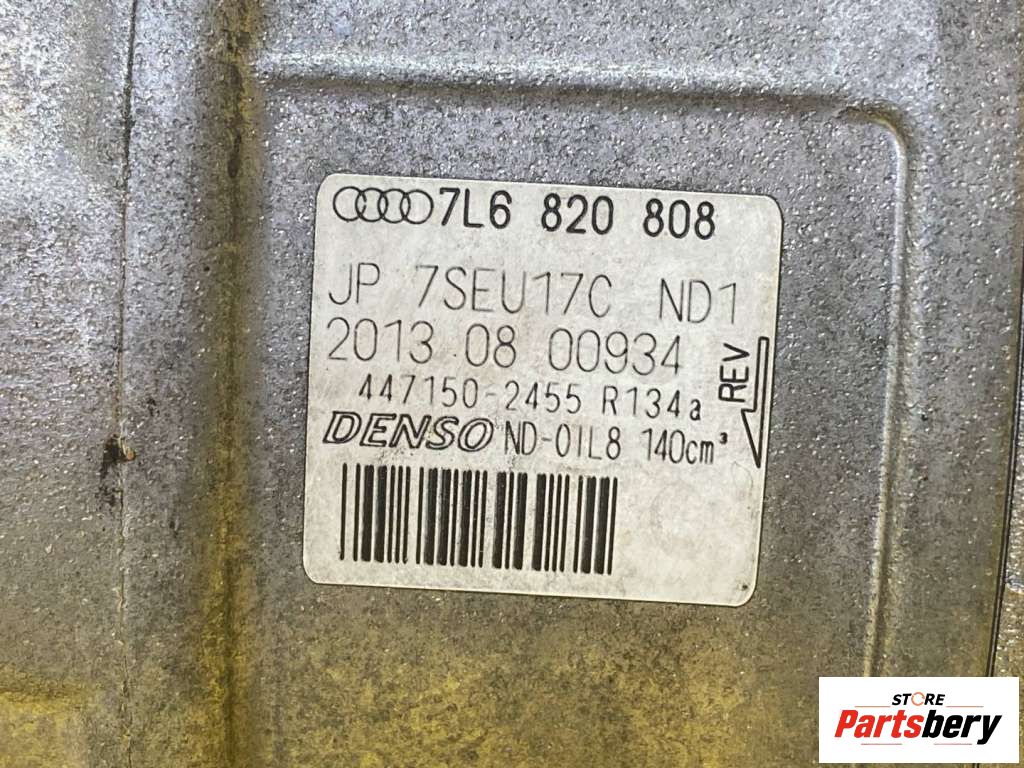 7L6 820 808
JP 7SEU17C ND1
2013 08 00934
447150-2455 R134a
REV
DENSO ND-OIL8 140cm³
STORE
Partsbery